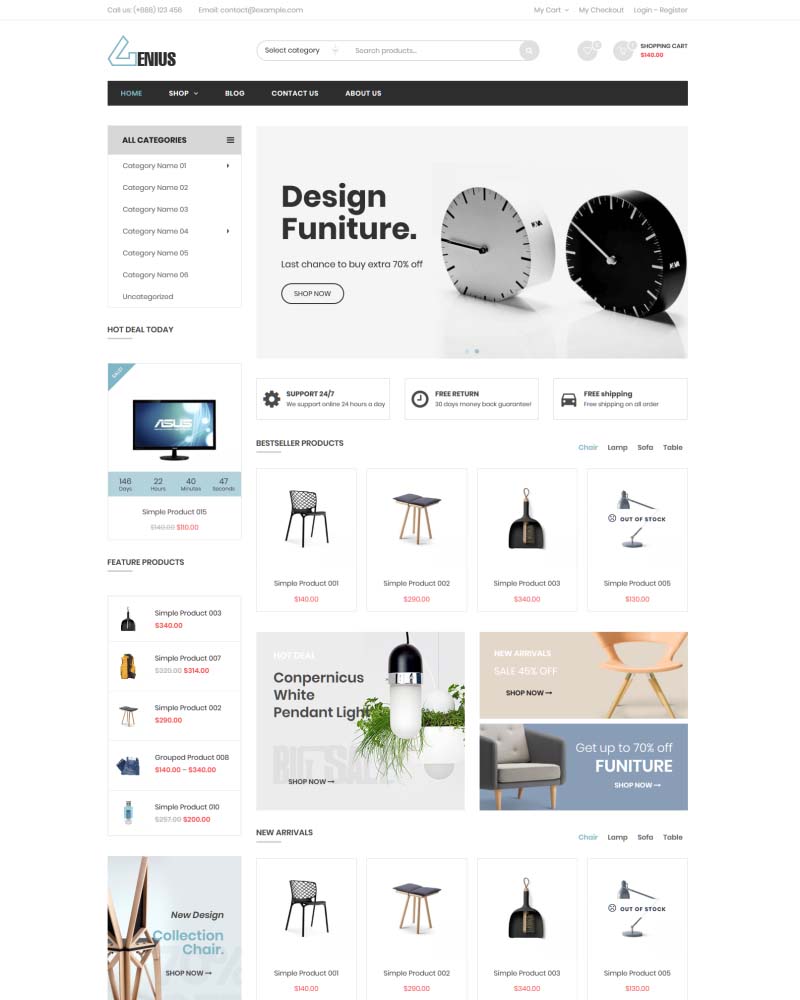 Call us: (+888) 123 456
Email: contact@example.com
My Cart
My Checkout
Login - Register
GENIUS
Select category
Search products...
SHOPPING CART
$140.00
HOME
SHOP
BLOG
CONTACT US
ABOUT US
ALL CATEGORIES
Category Name 01
Category Name 02
Category Name 03
Category Name 04
Category Name 05
Category Name 06
Uncategorized
Design
Funiture.
Last chance to buy extra 70% off
SHOP NOW
HOT DEAL TODAY
SALE!
ASUS
146 22 40 47
Days Hours Minutes Seconds
Simple Product 015
$140.00 $110.00
SUPPORT 24/7
We support online 24 hours a day
FREE RETURN
30 days money back guarantee!
FREE shipping
Free shipping on all order
BESTSELLER PRODUCTS
Chair Lamp Sofa Table
OUT OF STOCK
Simple Product 001
$140.00
Simple Product 002
$290.00
Simple Product 003
$340.00
Simple Product 005
$130.00
FEATURE PRODUCTS
Simple Product 003
$340.00
Simple Product 007
$320.00 $314.00
Simple Product 002
$290.00
Grouped Product 008
$140.00 – $340.00
Simple Product 010
$257.00 $200.00
HOT DEAL
Conpernicus
White
Pendant Light
BIG SALE
SHOP NOW
NEW ARRIVALS
SALE 45% OFF
SHOP NOW
Get up to 70% off
FUNITURE
SHOP NOW
NEW ARRIVALS
Chair Lamp Sofa Table
OUT OF STOCK
Simple Product 001
$140.00
Simple Product 002
$290.00
Simple Product 003
$340.00
Simple Product 005
$130.00
New Design
Collection
Chair.
SHOP NOW